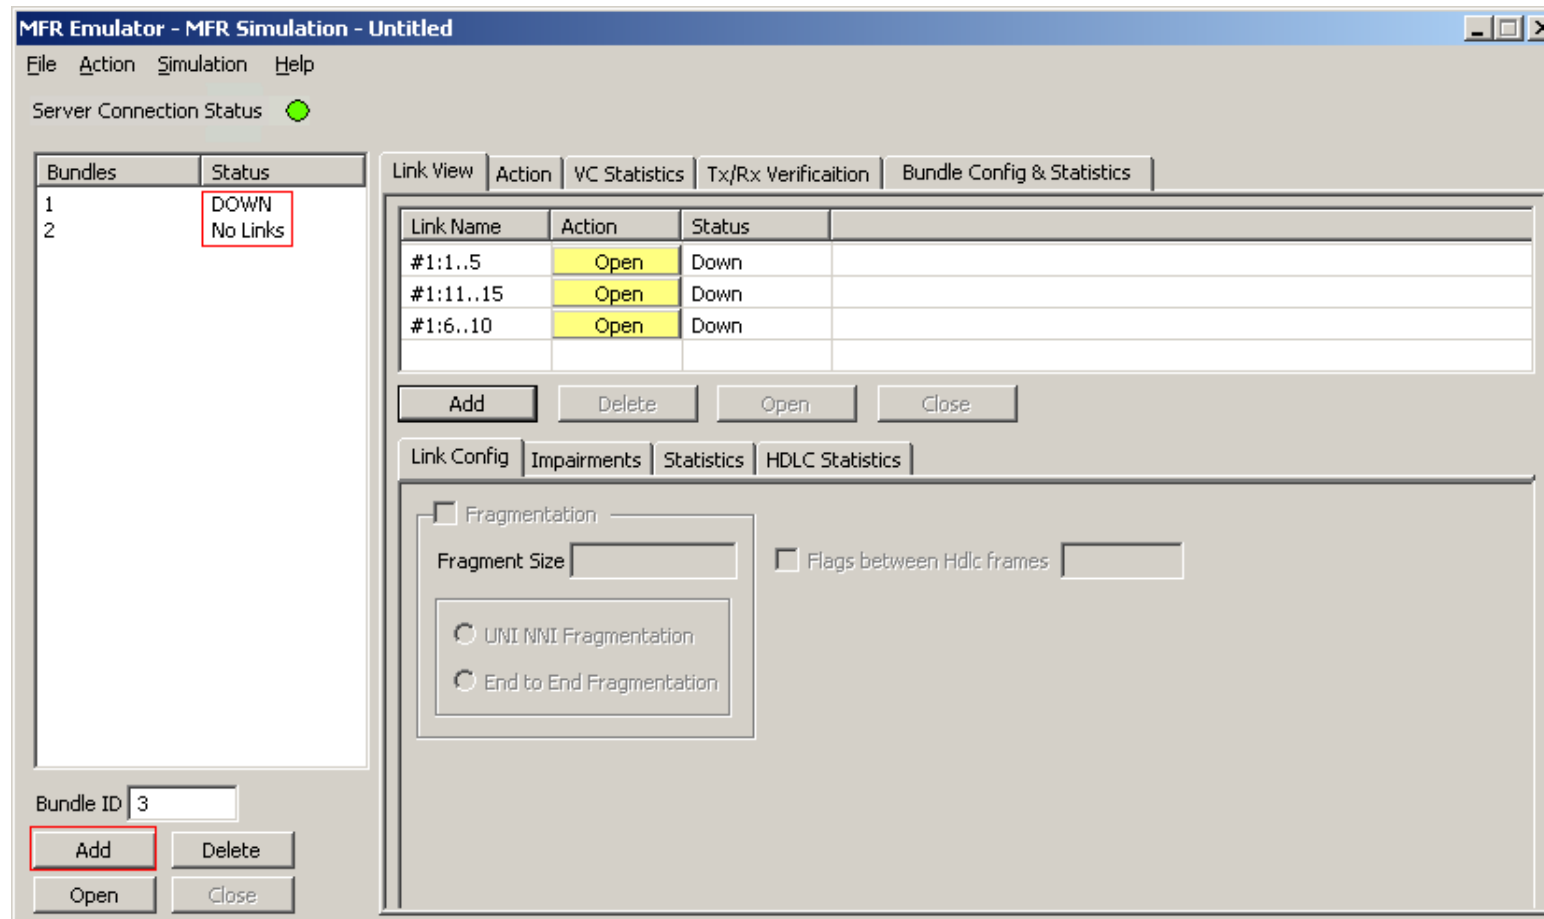 MFR Emulator - MFR Simulation - Untitled
File Action Simulation Help
Server Connection Status
Bundles Status
1 DOWN
2 No Links
Bundle ID 3
Add Delete
Open Close
Link View Action VC Statistics Tx/Rx Verificaition Bundle Config & Statistics
Link Name Action Status
#1:1..5 Open Down
#1:11..15 Open Down
#1:6..10 Open Down
Add Delete Open Close
Link Config Impairments Statistics HDLC Statistics
Fragmentation
Fragment Size
Flags between Hdlc frames
UNI NNI Fragmentation
End to End Fragmentation